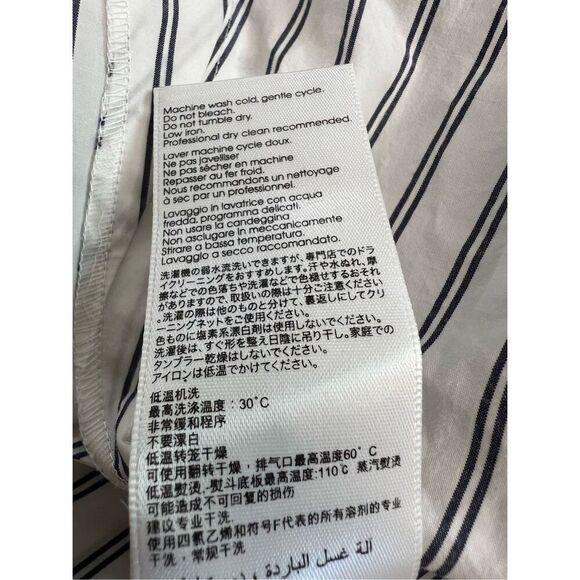 Machine wash cold, gentle cycle.
Do not bleach.
Do not tumble dry.
Low iron.
Professional dry clean recommended.
Laver machine cycle doux.
Ne pas javelliser
Ne pas sécher en machine
Repasser au fer froid.
Nous recommandons un nettoyage
à sec par un professionnel.
Lavaggio in lavatrice con acqua
fredda, programma delicati.
Non usare la candeggina
Non asciugare in meccanicamente
Stirare a bassa temperatura.
Lavaggio a secco raccomandato.
洗濯機の弱水流洗いできますが、専門店でのドラ
イクリーニングをおすすめします。汗や水ぬれ、摩
擦などでの色落ちや洗濯などでの色褪せするおそれ
がありますので、取扱いの際は十分ご注意ください
。洗濯の際は他のものと分けて、裏返しにしてクリ
ーニングネットをご使用ください。
色ものに塩素系漂白剤は使用しないでください。
洗濯後は、すぐ形を整え日陰に吊り干し。家庭での
タンブラー乾燥はしないでください。
アイロンは低温でかけてください。
低温机洗
最高洗涤温度：30°C
非常缓和程序
不要漂白
低温转笼干燥
可使用翻转干燥，排气口最高温度60°C
低温熨烫，熨斗底板最高温度：110°C 蒸汽熨烫
可能造成不可回复的损伤
建议专业干洗。
使用四氯乙烯和符号F代表的所有溶剂的专业
干洗，常规干洗
آلة غسل الباردة